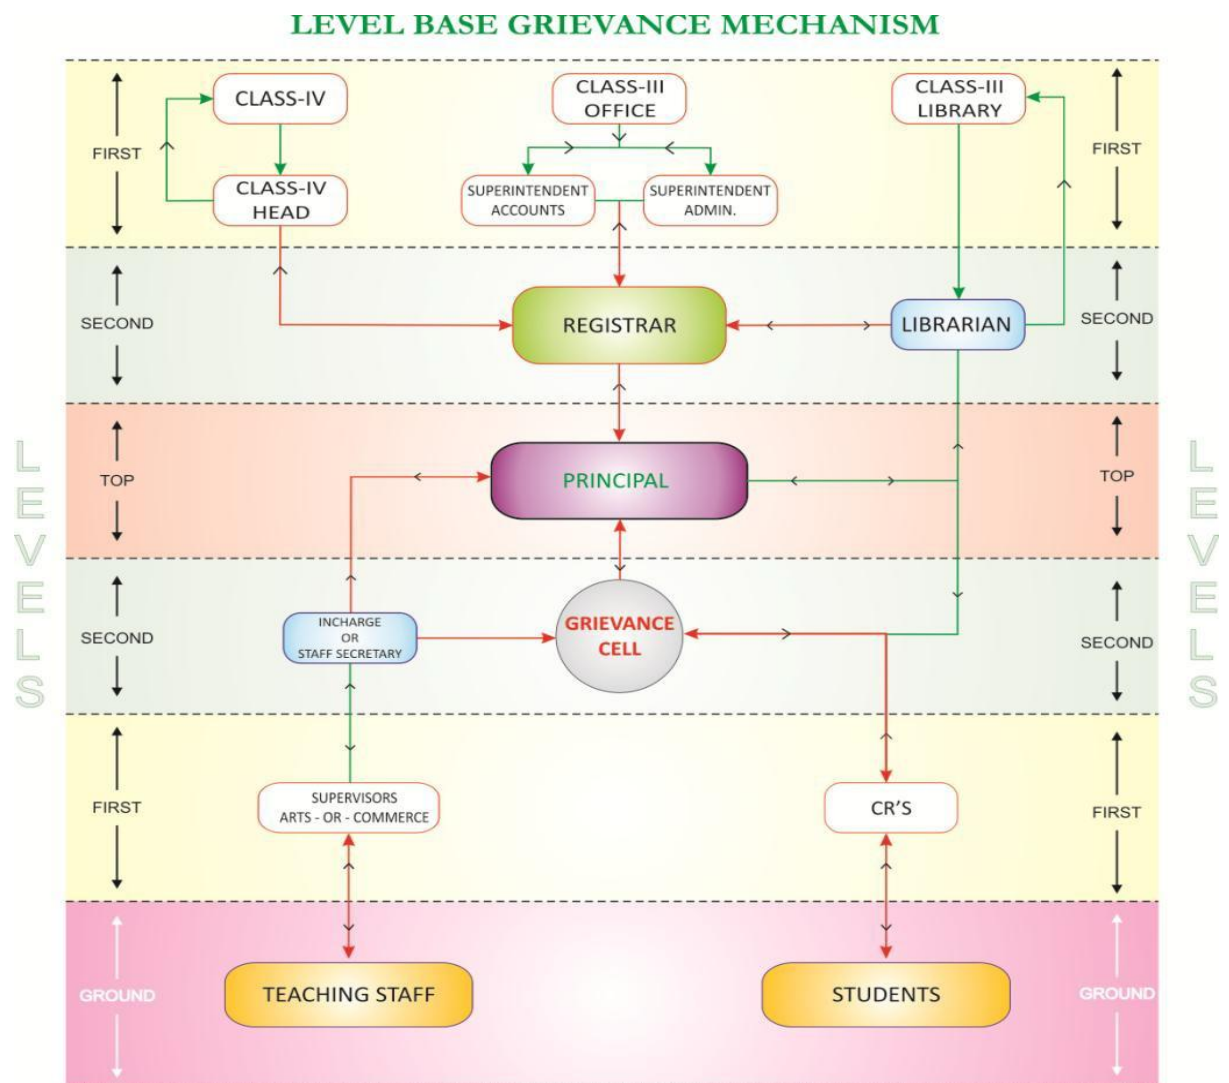 LEVEL BASE GRIEVANCE MECHANISM
CLASS-IV
CLASS-III
OFFICE
CLASS-III
LIBRARY
FIRST
FIRST
CLASS-IV
HEAD
SUPERINTENDENT
ACCOUNTS
SUPERINTENDENT
ADMIN.
SECOND
REGISTRAR
LIBRARIAN
SECOND
LEVELS
TOP
PRINCIPAL
TOP
LEVELS
SECOND
INCHARGE
OR
STAFF SECRETARY
GRIEVANCE
CELL
SECOND
FIRST
SUPERVISORS
ARTS - OR - COMMERCE
CR'S
FIRST
GROUND
TEACHING STAFF
STUDENTS
GROUND